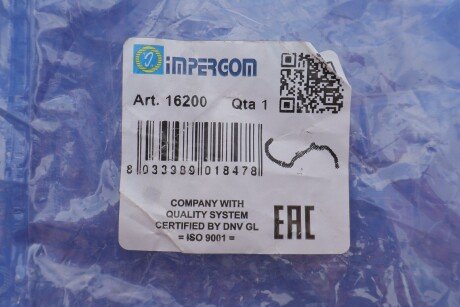 impergom
Art. 16200 Qta 1
8 033389 018478
COMPANY WITH
QUALITY SYSTEM
CERTIFIED BY DNV GL
= ISO 9001 =
EAC